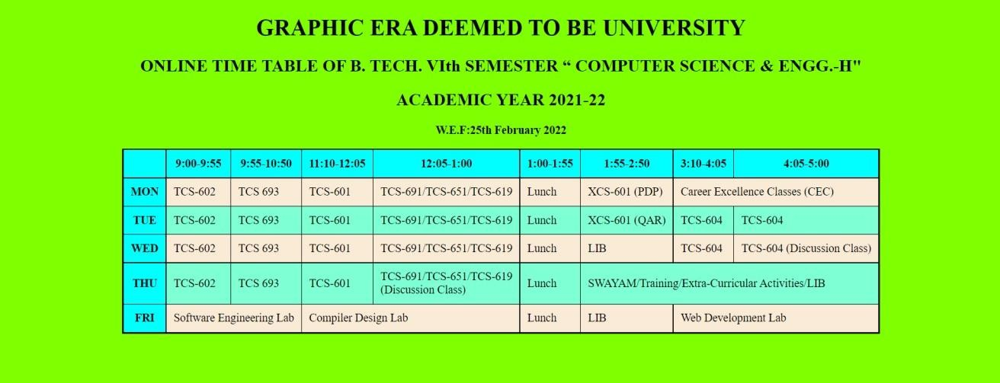 GRAPHIC ERA DEEMED TO BE UNIVERSITY
ONLINE TIME TABLE OF B. TECH. VIth SEMESTER “ COMPUTER SCIENCE & ENGG.-H"
ACADEMIC YEAR 2021-22
W.E.F:25th February 2022
9:00-9:55 9:55-10:50 11:10-12:05 12:05-1:00 1:00-1:55 1:55-2:50 3:10-4:05 4:05-5:00
MON TCS-602 TCS 693 TCS-601 TCS-691/TCS-651/TCS-619 Lunch XCS-601 (PDP) Career Excellence Classes (CEC)
TUE TCS-602 TCS 693 TCS-601 TCS-691/TCS-651/TCS-619 Lunch XCS-601 (QAR) TCS-604 TCS-604
WED TCS-602 TCS 693 TCS-601 TCS-691/TCS-651/TCS-619 Lunch LIB TCS-604 TCS-604 (Discussion Class)
THU TCS-602 TCS 693 TCS-601 TCS-691/TCS-651/TCS-619
(Discussion Class) Lunch SWAYAM/Training/Extra-Curricular Activities/LIB
FRI Software Engineering Lab Compiler Design Lab Lunch LIB Web Development Lab